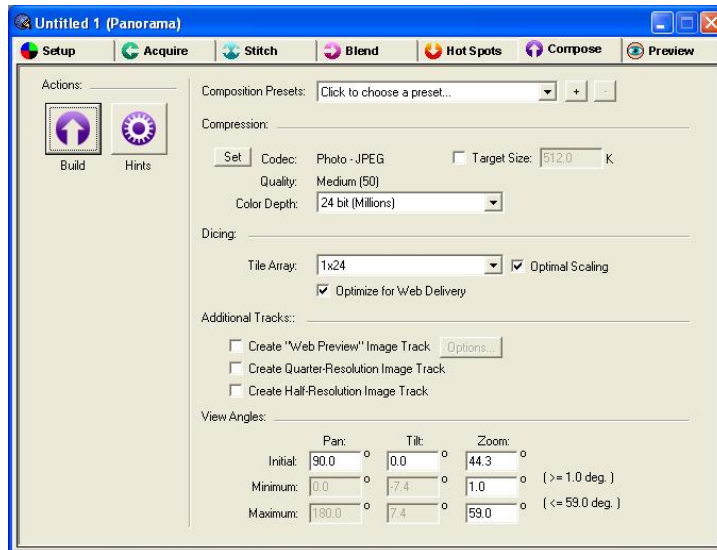 Untitled 1 (Panorama)
Setup Acquire Stitch Blend Hot Spots Compose Preview
Actions:
Build Hints
Composition Presets: Click to choose a preset... + -
Compression:
Set Codec: Photo - JPEG Target Size: 512.0 K
Quality: Medium (50)
Color Depth: 24 bit (Millions)
Dicing:
Tile Array: 1x24 Optimal Scaling
Optimize for Web Delivery
Additional Tracks::
Create "Web Preview" Image Track Options...
Create Quarter-Resolution Image Track
Create Half-Resolution Image Track
View Angles:
Pan: Tilt: Zoom:
Initial: 90.0 º 0.0 º 44.3 º
Minimum: 0.0 º -7.4 º 1.0 º ( >= 1.0 deg. )
Maximum: 180.0 º 7.4 º 59.0 º ( <= 59.0 deg. )